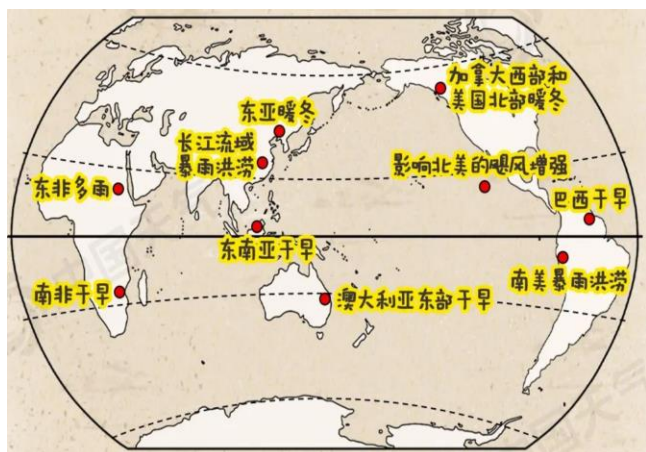 加拿大西部和
美国北部暖冬
东亚暖冬
长江流域
暴雨洪涝
影响北美的飓风增强
东非多雨
巴西干旱
东南亚干旱
南美暴雨洪涝
南非干旱
澳大利亚东部干旱